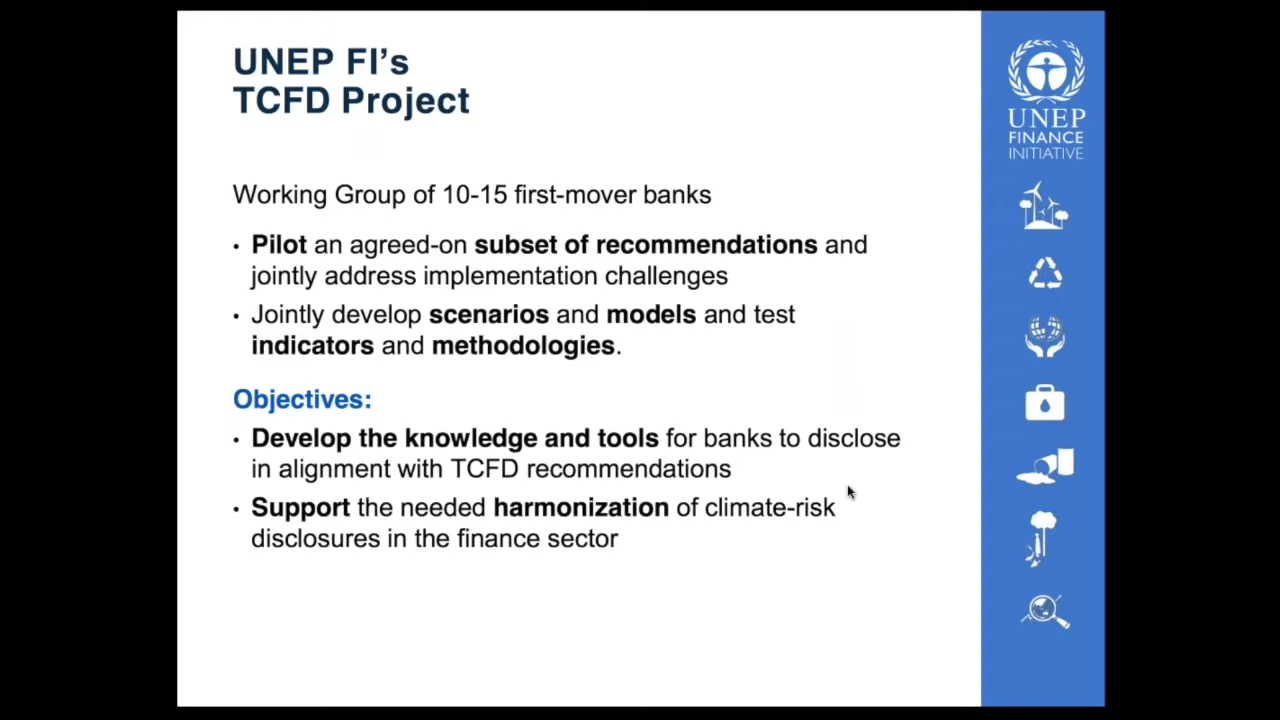 UNEP FI’s
TCFD Project
Working Group of 10-15 first-mover banks
• Pilot an agreed-on subset of recommendations and
jointly address implementation challenges
• Jointly develop scenarios and models and test
indicators and methodologies.
Objectives:
• Develop the knowledge and tools for banks to disclose
in alignment with TCFD recommendations
• Support the needed harmonization of climate-risk
disclosures in the finance sector
UNEP
FINANCE
INITIATIVE